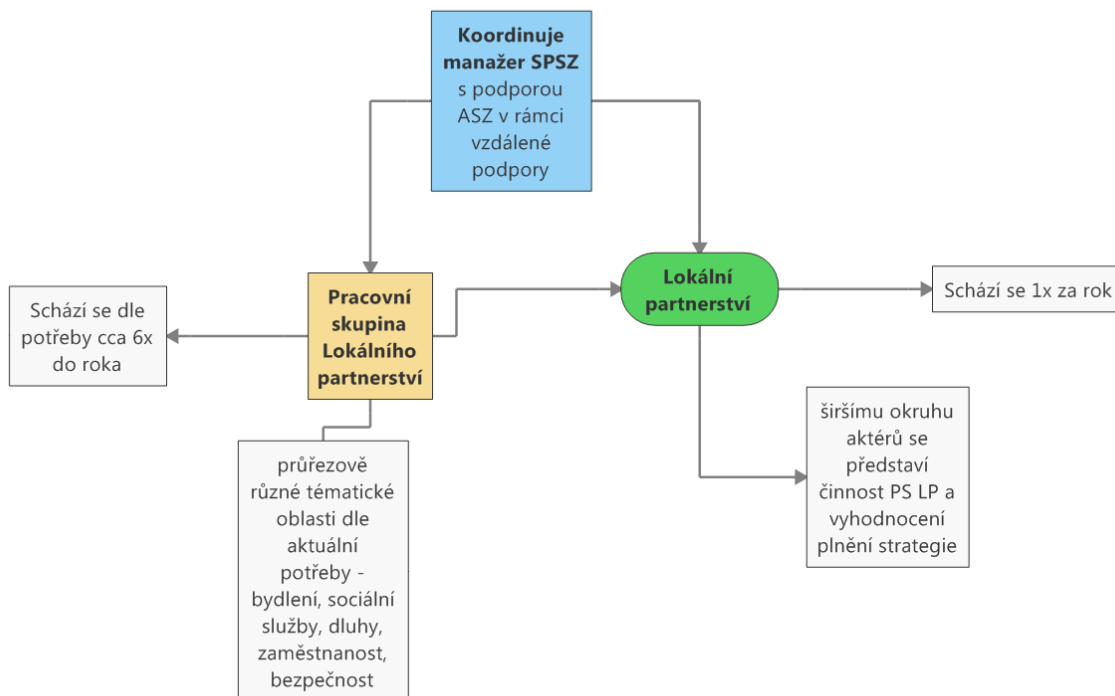 Koordinuje
manažer SPSZ
s podporou
ASZ v rámci
vzdálené
podpory
Schází se dle
potřeby cca 6x
do roka
Pracovní
skupina
Lokálního
partnerství
Lokální
partnerství
Schází se 1x za rok
průřezově
různé tématické
oblasti dle
aktuální
potřeby -
bydlení, sociální
služby, dluhy,
zaměstnanost,
bezpečnost
širšímu okruhu
aktérů se
představí
činnost PS LP a
vyhodnocení
plnění strategie